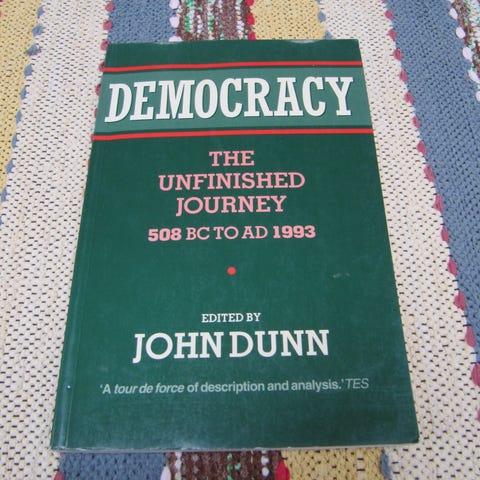 DEMOCRACY
THE
UNFINISHED
JOURNEY
508 BC TO AD 1993
EDITED BY
JOHN DUNN
‘A tour de force of description and analysis.’ TES